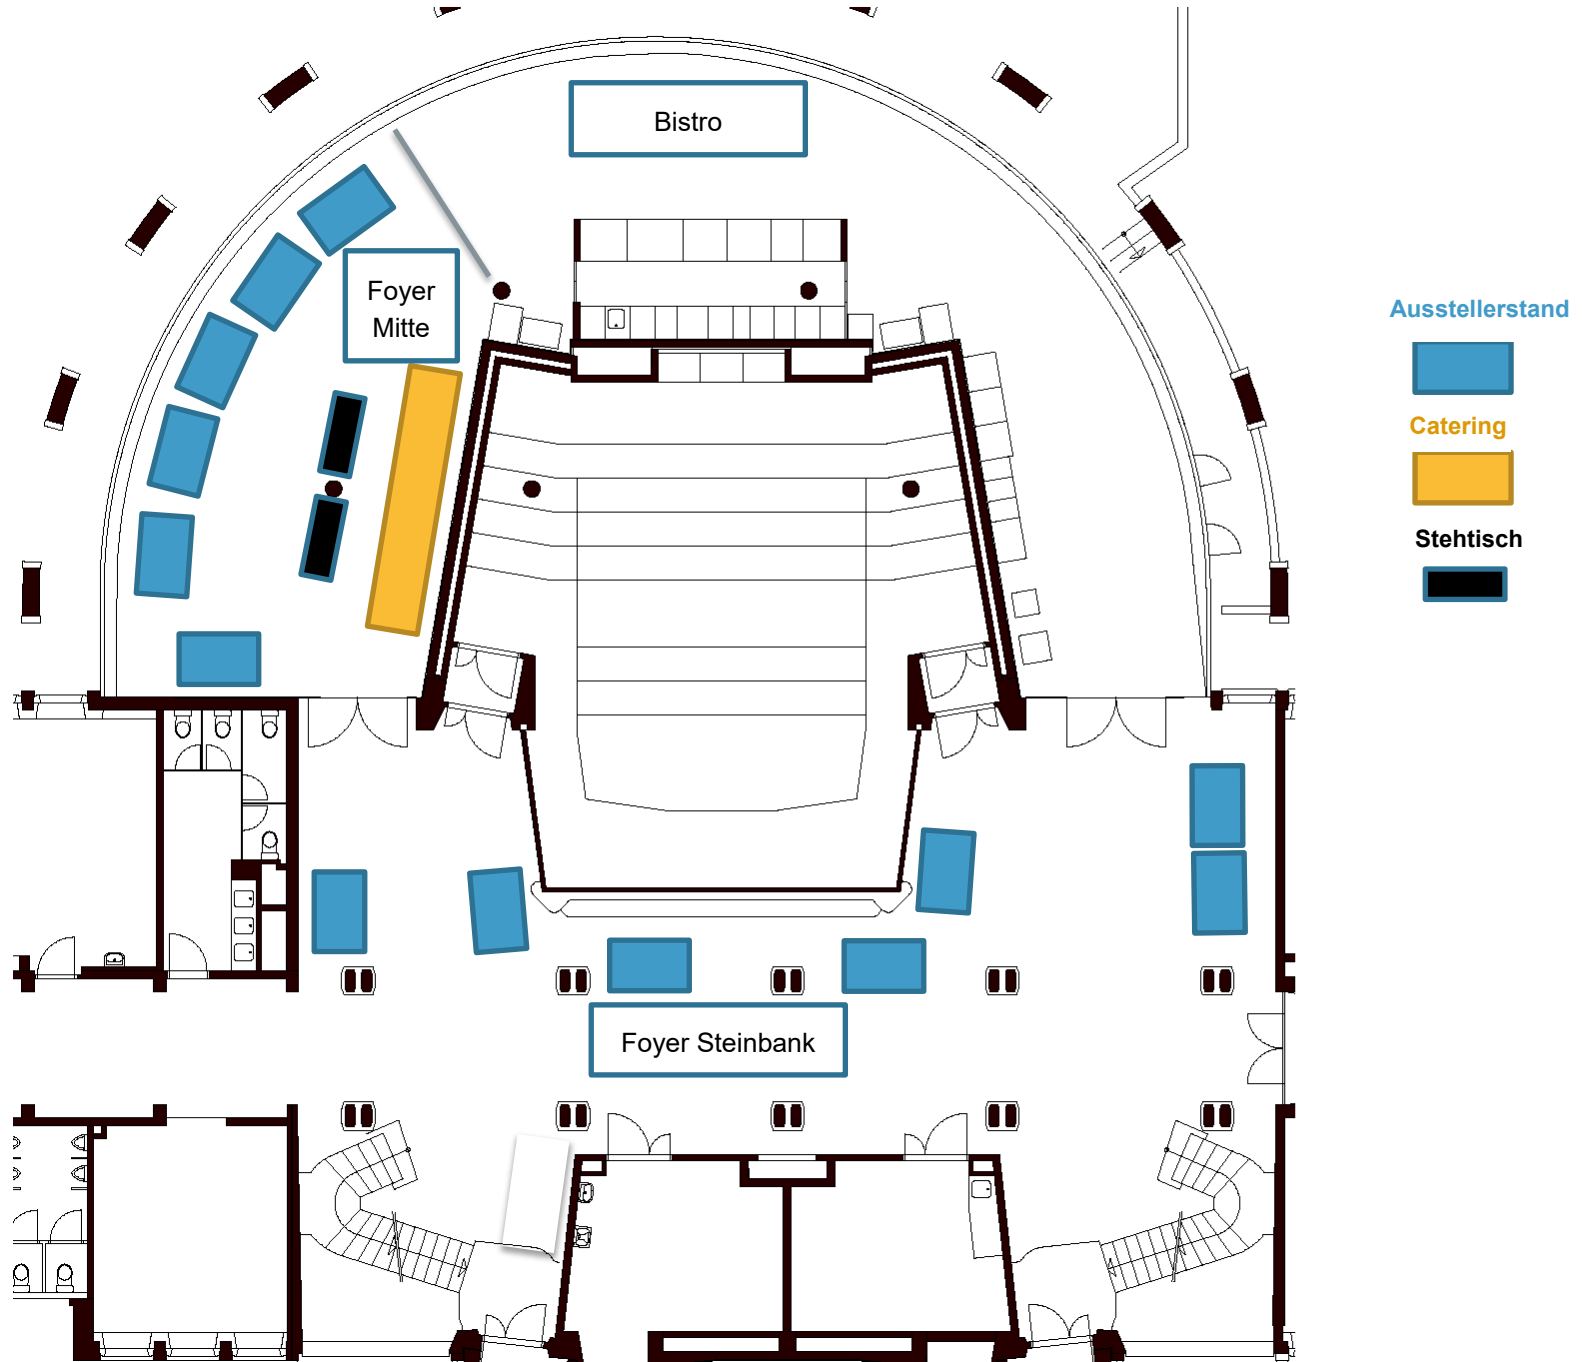 Bistro
Foyer
Mitte
Ausstellerstand
Catering
Stehtisch
Foyer Steinbank